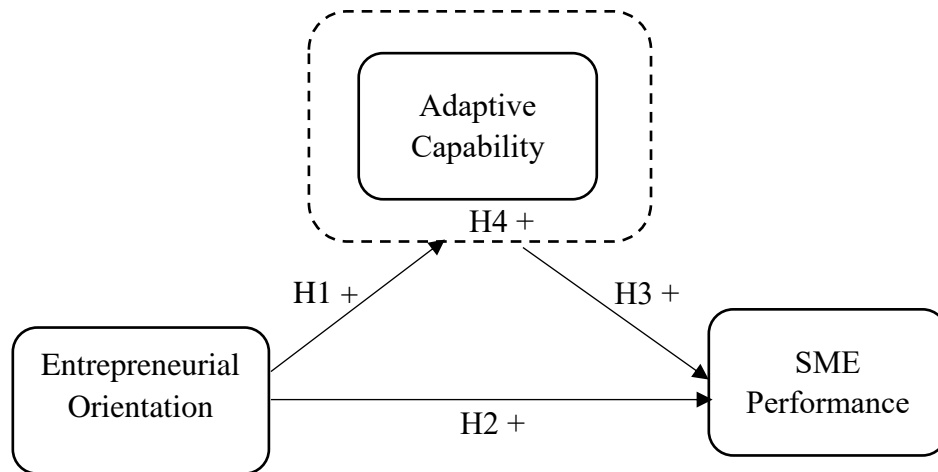 Adaptive
Capability
H4 +
H1 +
H3 +
Entrepreneurial
Orientation
SME
Performance
H2 +